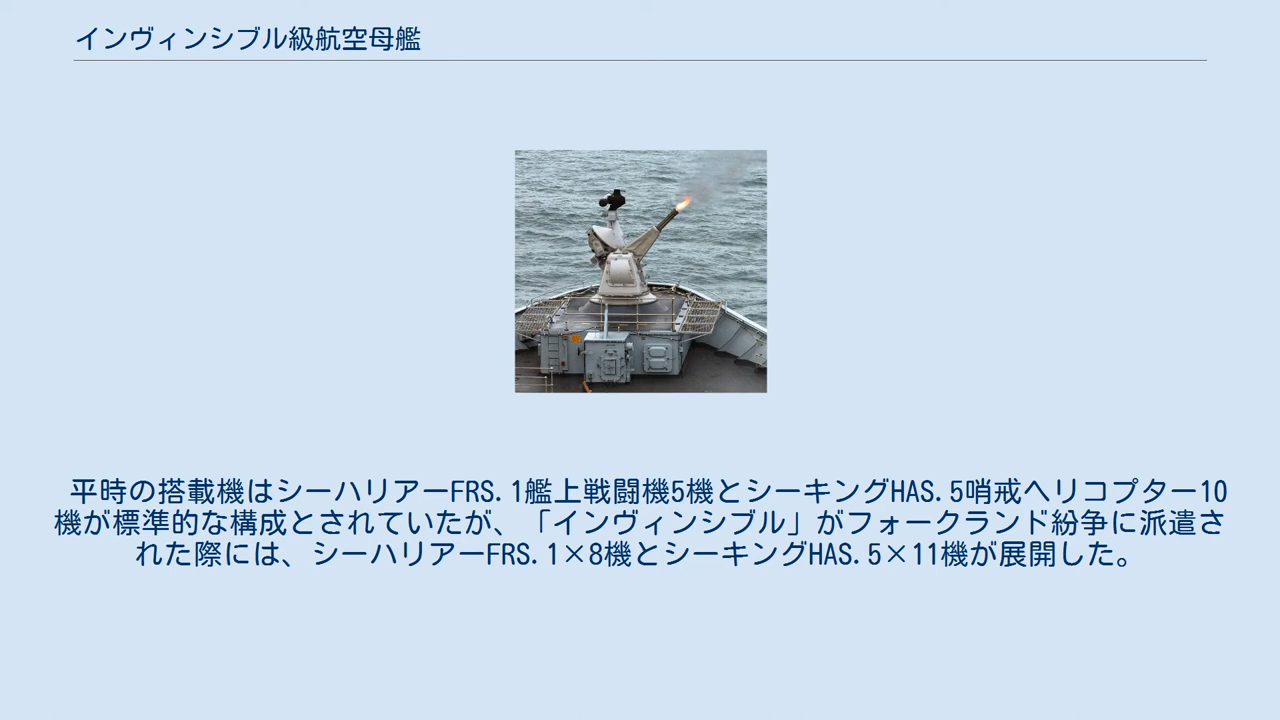 インヴィンシブル級航空母艦
平時の搭載機はシーハリアーFRS.1艦上戦闘機5機とシーキングHAS.5哨戒ヘリコプター10
機が標準的な構成とされていたが、「インヴィンシブル」がフォークランド紛争に派遣さ
れた際には、シーハリアーFRS.1×8機とシーキングHAS.5×11機が展開した。